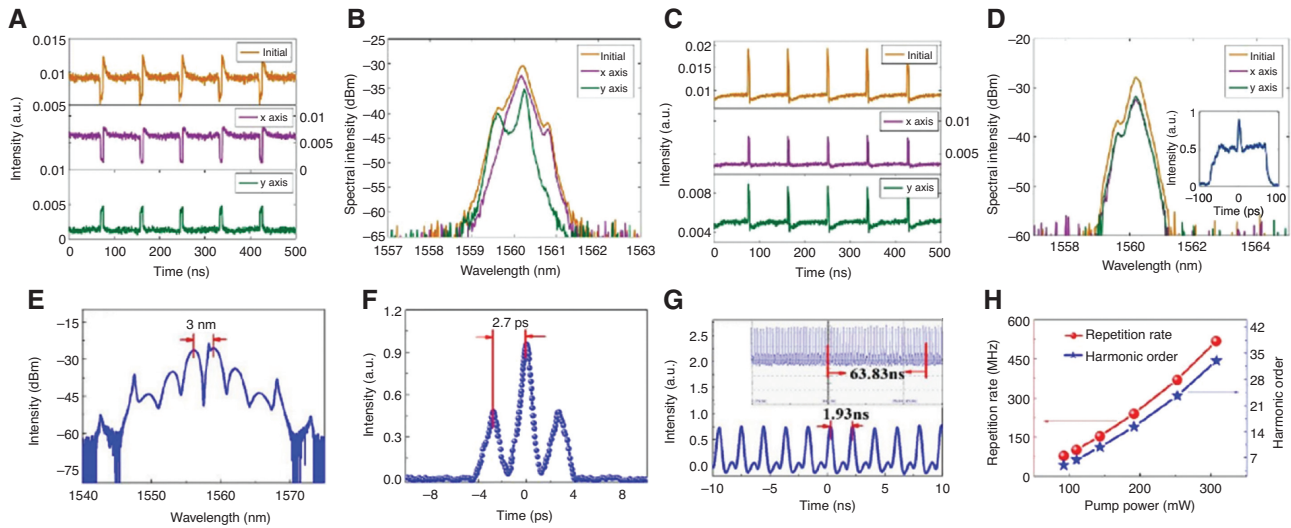 A
0.015
0.01
0.005
0.01
0.005
0
0.01
0.005
0
Intensity (a.u.)
Initial
x axis
y axis
0 100 200 300 400 500
Time (ns)
B
−25
−30
−35
−40
−45
−50
−55
−60
−65
Spectral intensity (dBm)
Initial
x axis
y axis
1557 1558 1559 1560 1561 1562 1563
Wavelength (nm)
C
0.02
0.015
0.01
0.01
0.005
0.008
0.004
Intensity (a.u.)
Initial
x axis
y axis
0 100 200 300 400 500
Time (ns)
D
−20
−30
−40
−50
−60
Spectral intensity (dBm)
Initial
x axis
y axis
1
0.5
0
Intensity (a.u.)
−100 0 100
Time (ps)
1558 1560 1562 1564
Wavelength (nm)
E
−15
−30
−45
−60
−75
Intensity (dBm)
3 nm
1540 1550 1560 1570
Wavelength (nm)
F
1.2
0.9
0.6
0.3
0.0
Intensity (a.u.)
2.7 ps
−8 −4 0 4 8
Time (ps)
G
2.5
2.0
1.5
1.0
0.5
0.0
Intensity (a.u.)
63.83ns
1.93ns
−10 −5 0 5 10
Time (ns)
H
600
450
300
150
0
Repetition rate (MHz)
Repetition rate
Harmonic order
42
35
28
21
14
7
Harmonic order
100 200 300
Pump power (mW)